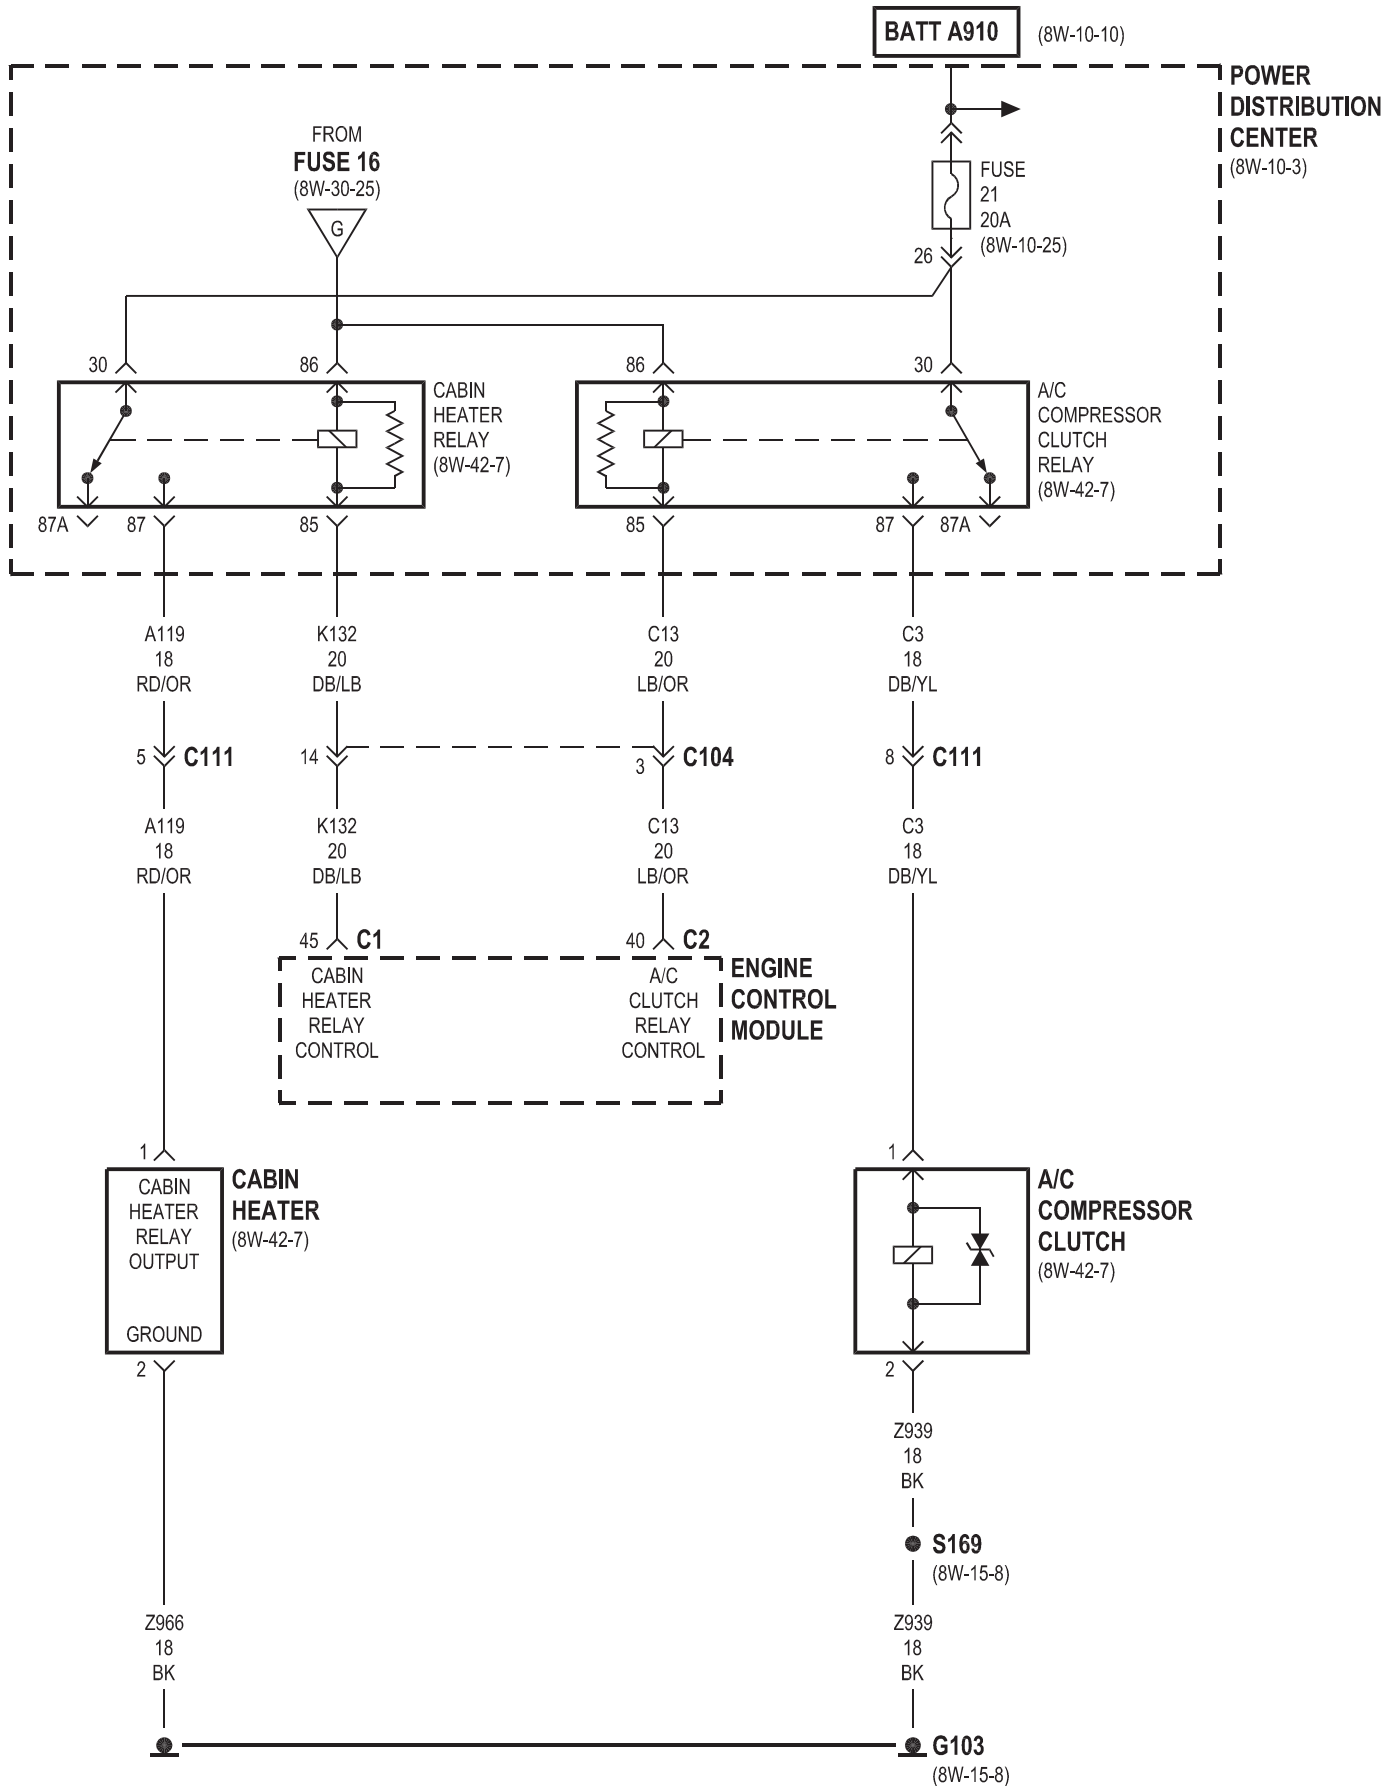 BATT A910 (8W-10-10)
POWER
DISTRIBUTION
CENTER
(8W-10-3)
FROM
FUSE 16
(8W-30-25)
G
FUSE
21
20A
(8W-10-25)
26
30
86
86
30
CABIN
HEATER
RELAY
(8W-42-7)
A/C
COMPRESSOR
CLUTCH
RELAY
(8W-42-7)
87A
87
85
85
87
87A
A119
18
RD/OR
K132
20
DB/LB
C13
20
LB/OR
C3
18
DB/YL
5 C111
14
3 C104
8 C111
A119
18
RD/OR
K132
20
DB/LB
C13
20
LB/OR
C3
18
DB/YL
45 C1
40 C2
CABIN
HEATER
RELAY
CONTROL
A/C
CLUTCH
RELAY
CONTROL
ENGINE
CONTROL
MODULE
1
CABIN
HEATER
RELAY
OUTPUT
GROUND
CABIN
HEATER
(8W-42-7)
2
1
A/C
COMPRESSOR
CLUTCH
(8W-42-7)
2
Z939
18
BK
S169
(8W-15-8)
Z966
18
BK
Z939
18
BK
G103
(8W-15-8)